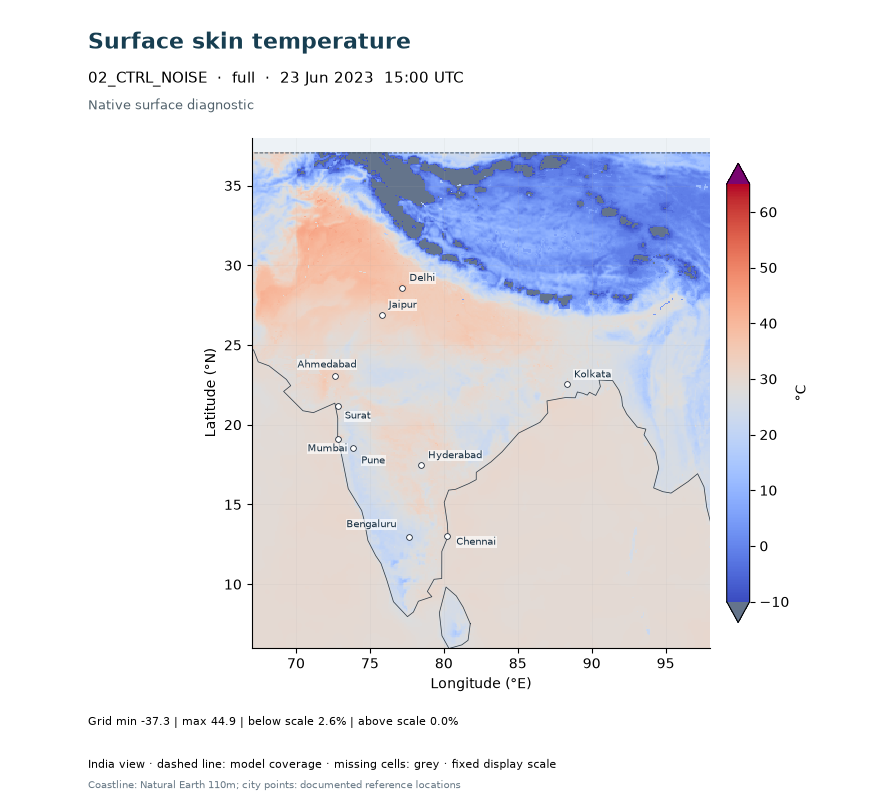 Surface skin temperature
02_CTRL_NOISE · full · 23 Jun 2023 15:00 UTC
Native surface diagnostic
35
30
25
20
15
10
Latitude (°N)
Delhi
Jaipur
Ahmedabad
Kolkata
Surat
Mumbai
Pune
Hyderabad
Bengaluru
Chennai
70
75
80
85
90
95
Longitude (°E)
60
50
40
30
20
10
0
−10
°C
Grid min -37.3 | max 44.9 | below scale 2.6% | above scale 0.0%
India view · dashed line: model coverage · missing cells: grey · fixed display scale
Coastline: Natural Earth 110m; city points: documented reference locations